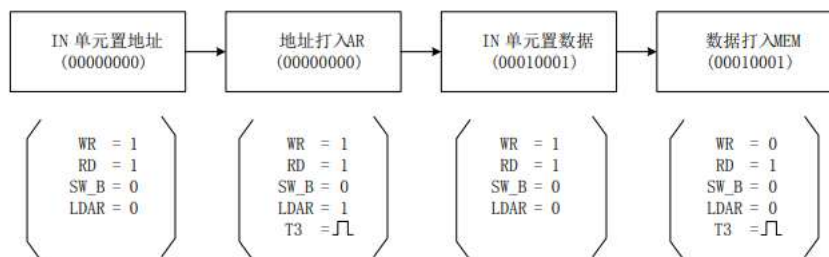 IN 单元置地址
(00000000)
地址打入AR
(00000000)
IN 单元置数据
(00010001)
数据打入MEM
(00010001)
WR = 1
RD = 1
SW_B = 0
LDAR = 0
WR = 1
RD = 1
SW_B = 0
LDAR = 1
T3 =
WR = 1
RD = 1
SW_B = 0
LDAR = 0
WR = 0
RD = 1
SW_B = 0
LDAR = 0
T3 =